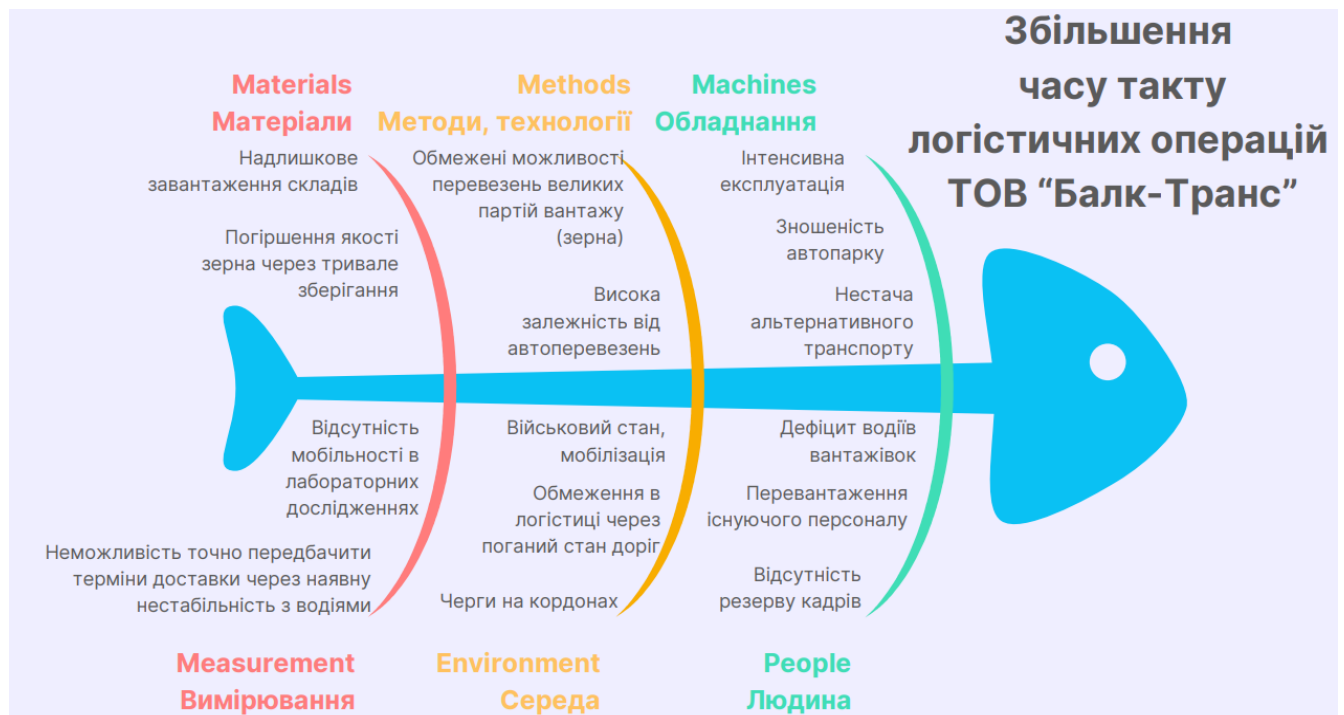 Збільшення
часу такту
логістичних операцій
ТОВ “Балк-Транс”
Materials
Матеріали
Надлишкове
завантаження складів
Погіршення якості
зерна через тривале
зберігання
Methods
Методи, технології
Обмежені можливості
перевезень великих
партій вантажу
(зерна)
Висока
залежність від
автоперевезень
Machines
Обладнання
Інтенсивна
експлуатація
Зношеність
автопарку
Нестача
альтернативного
транспорту
Відсутність
мобільності в
лабораторних
дослідженнях
Неможливість точно передбачити
терміни доставки через наявну
нестабільність з водіями
Measurement
Вимірювання
Військовий стан,
мобілізація
Обмеження в
логістиці через
поганий стан доріг
Черги на кордонах
Environment
Середа
Дефіцит водіїв
вантажівок
Перевантаження
існуючого персоналу
Відсутність
резерву кадрів
People
Людина